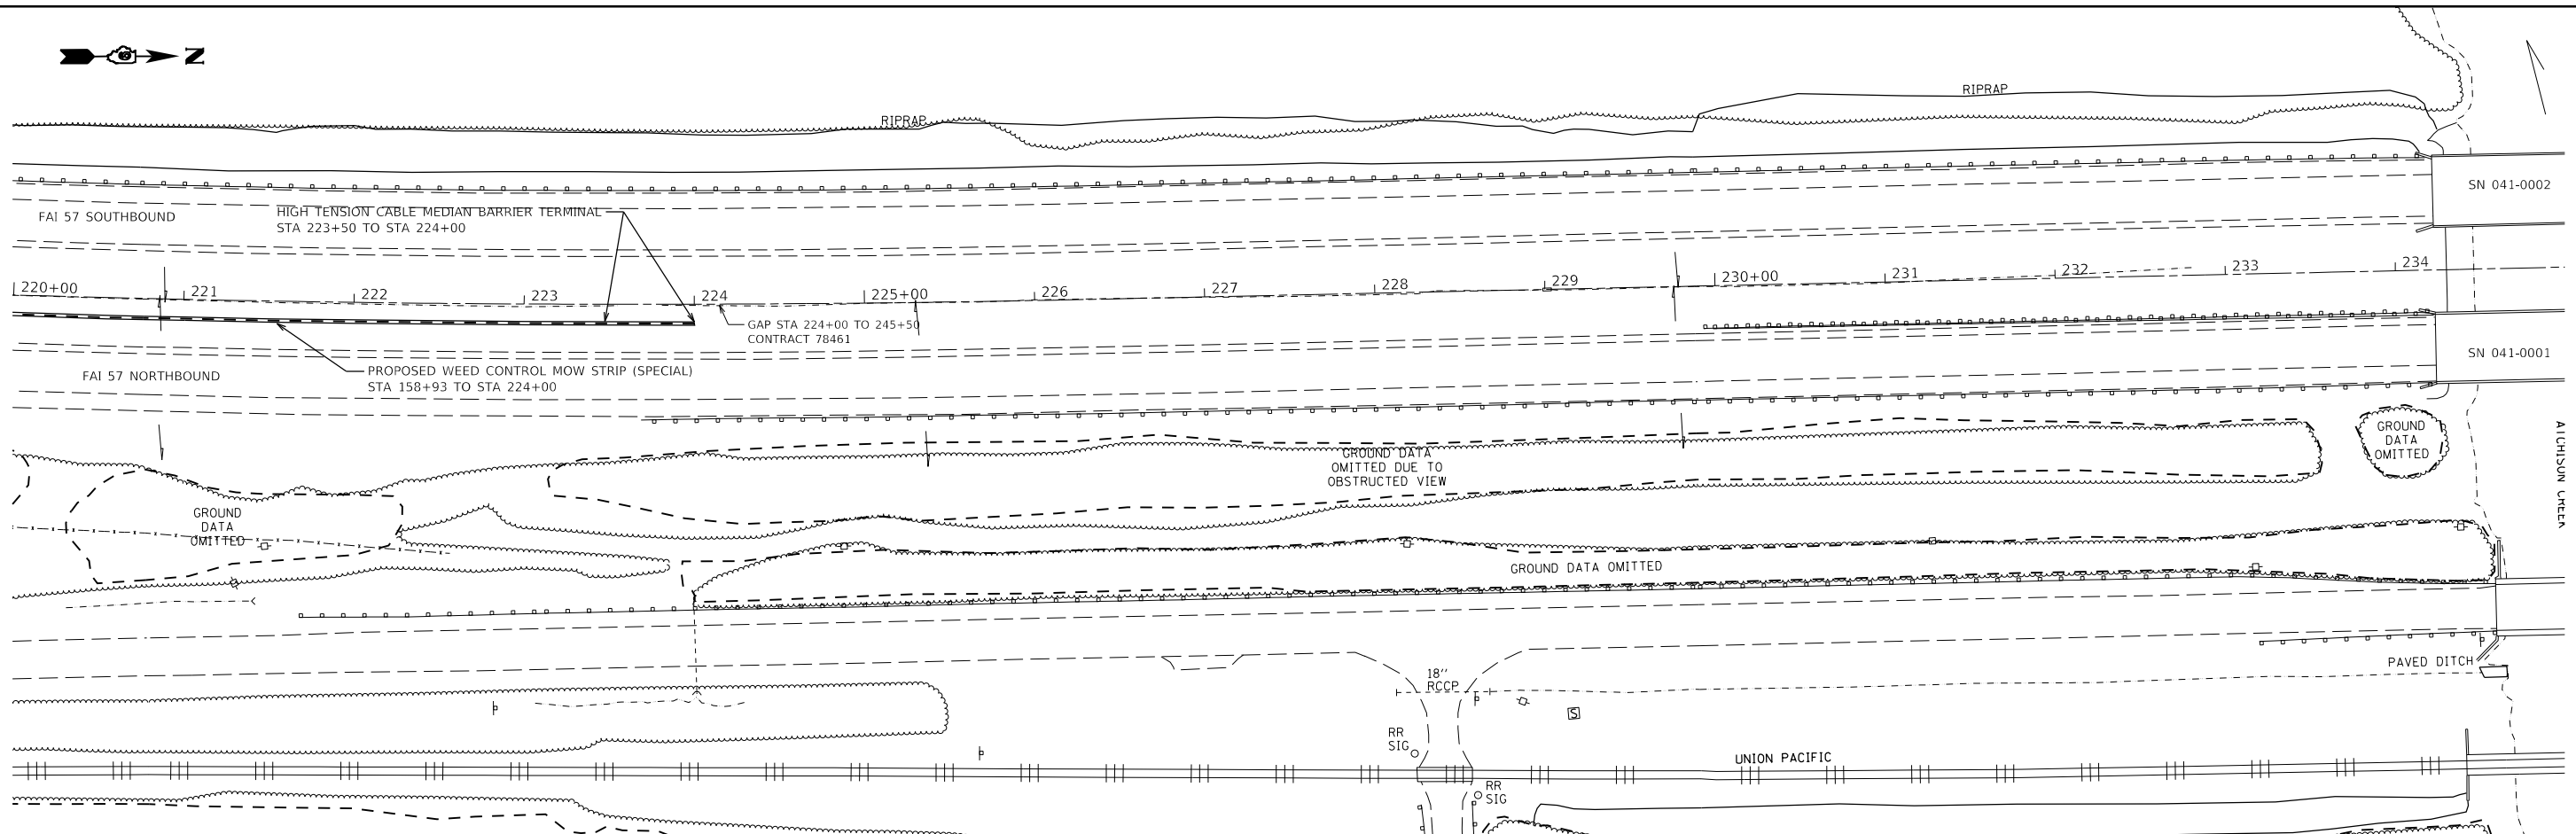 N
RIPRAP
RIPRAP
SN 041-0002
FAI 57 SOUTHBOUND
HIGH TENSION CABLE MEDIAN BARRIER TERMINAL
STA 223+50 TO STA 224+00
220+00
221
222
223
224
225+00
226
227
228
229
230+00
231
232
233
234
GAP STA 224+00 TO 245+50
CONTRACT 78461
SN 041-0001
FAI 57 NORTHBOUND
PROPOSED WEED CONTROL MOW STRIP (SPECIAL)
STA 158+93 TO STA 224+00
GROUND DATA
OMITTED DUE TO
OBSTRUCTED VIEW
GROUND
DATA
OMITTED
ATCHISON CREEK
GROUND
DATA
OMITTED
GROUND DATA OMITTED
PAVED DITCH
18''
RCCP
S
RR
SIG
UNION PACIFIC
RR
SIG